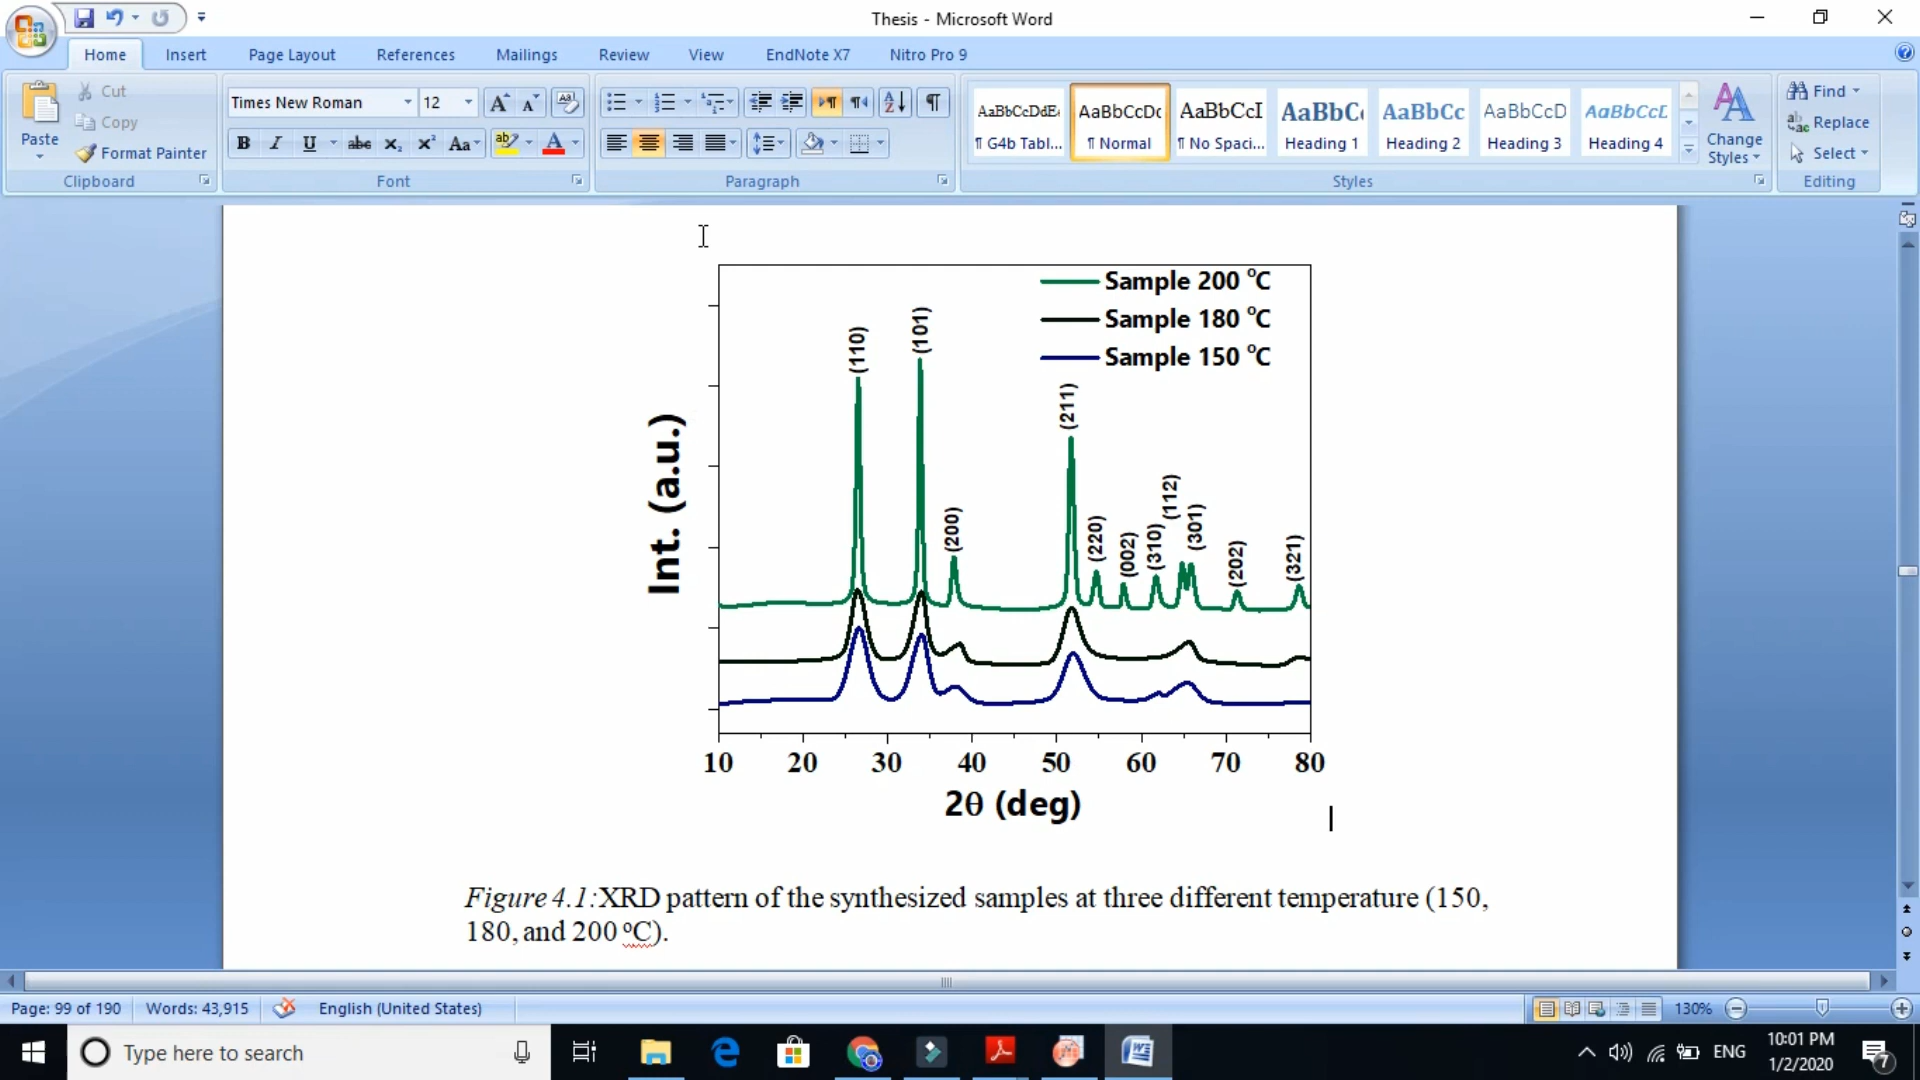 Thesis - Microsoft Word
Home Insert Page Layout References Mailings Review View EndNote X7 Nitro Pro 9
Paste
Cut
Copy
Format Painter
Clipboard
Times New Roman 12
B I U abc X₂ X² Aa
Font
Paragraph
AaBbCcDdE AaBbCcDc AaBbCcI AaBbC AaBbCc AaBbCcD AaBbCcL
¶ G4b Tabl... ¶ Normal ¶ No Spaci... Heading 1 Heading 2 Heading 3 Heading 4
Change Styles
Styles
Find
Replace
Select
Editing
Sample 200 °C
Sample 180 °C
Sample 150 °C
(110)
(101)
(200)
(211)
(220)
(002)
(310)
(112)
(301)
(202)
(321)
Int. (a.u.)
10 20 30 40 50 60 70 80
2θ (deg)
Figure 4.1:XRD pattern of the synthesized samples at three different temperature (150,
180, and 200 ºC).
Page: 99 of 190 Words: 43,915 English (United States) 130%
Type here to search
ENG
10:01 PM
1/2/2020
7